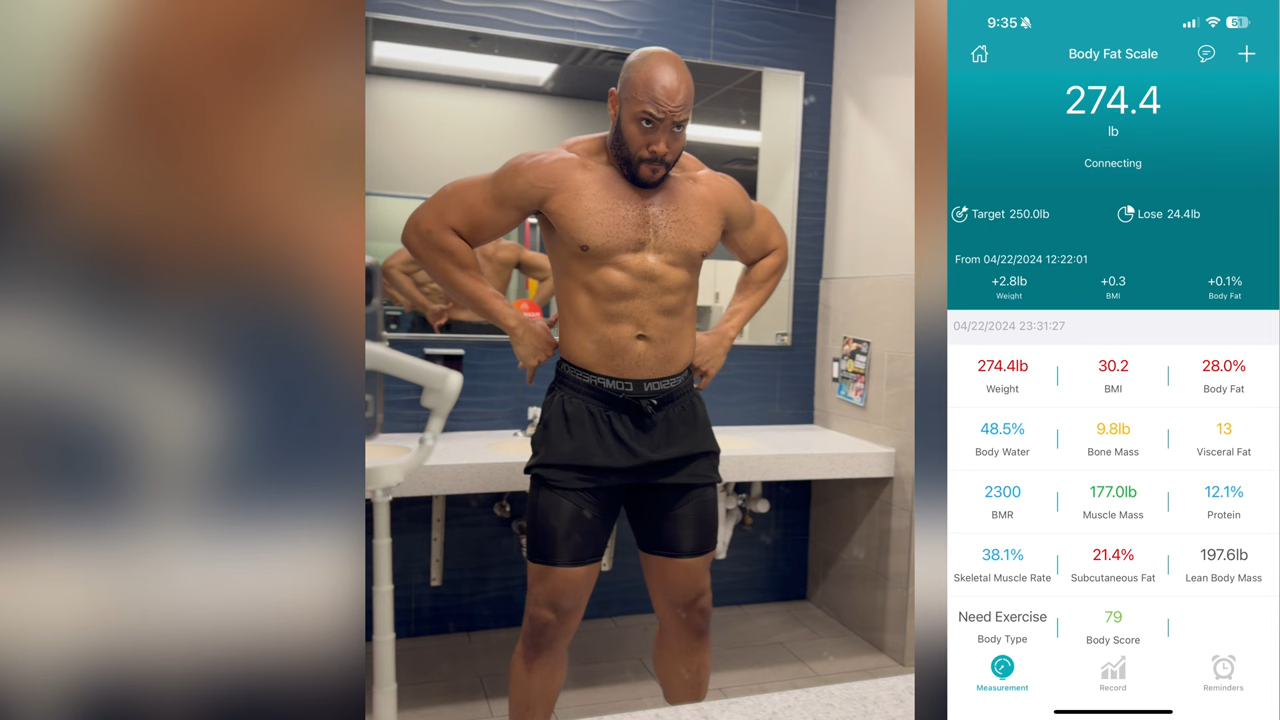 COMPRESSION
COMPRESSION
9:35
51
Body Fat Scale
274.4
lb
Connecting
Target 250.0lb
Lose 24.4lb
From 04/22/2024 12:22:01
+2.8lb +0.3 +0.1%
Weight BMI Body Fat
04/22/2024 23:31:27
274.4lb 30.2 28.0%
Weight BMI Body Fat
48.5% 9.8lb 13
Body Water Bone Mass Visceral Fat
2300 177.0lb 12.1%
BMR Muscle Mass Protein
38.1% 21.4% 197.6lb
Skeletal Muscle Rate Subcutaneous Fat Lean Body Mass
Need Exercise 79
Body Type Body Score
Measurement Record Reminders